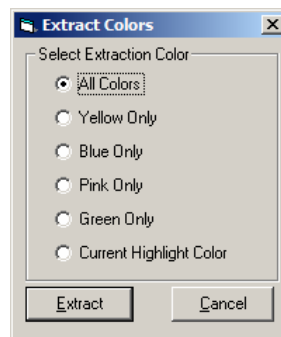 Extract Colors
Select Extraction Color
All Colors
Yellow Only
Blue Only
Pink Only
Green Only
Current Highlight Color
Extract Cancel